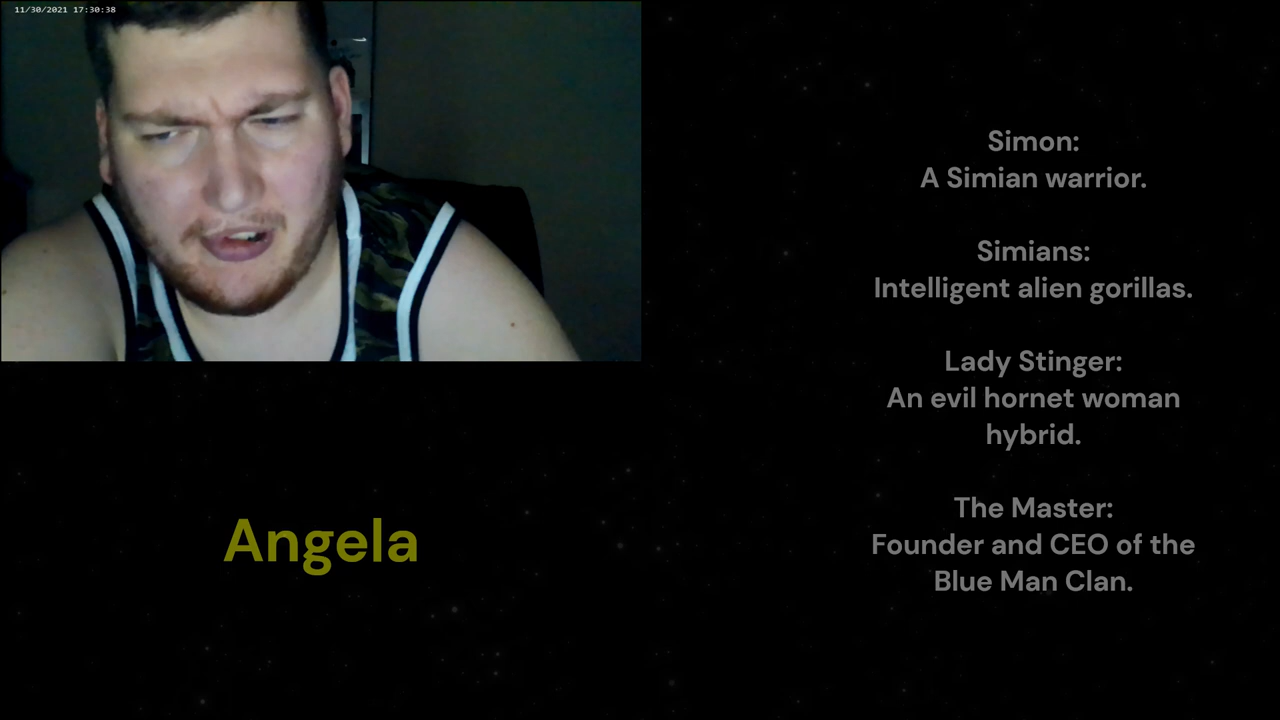 11/30/2021 17:30:38
Simon:
A Simian warrior.
Simians:
Intelligent alien gorillas.
Lady Stinger:
An evil hornet woman
hybrid.
The Master:
Founder and CEO of the
Blue Man Clan.
Angela